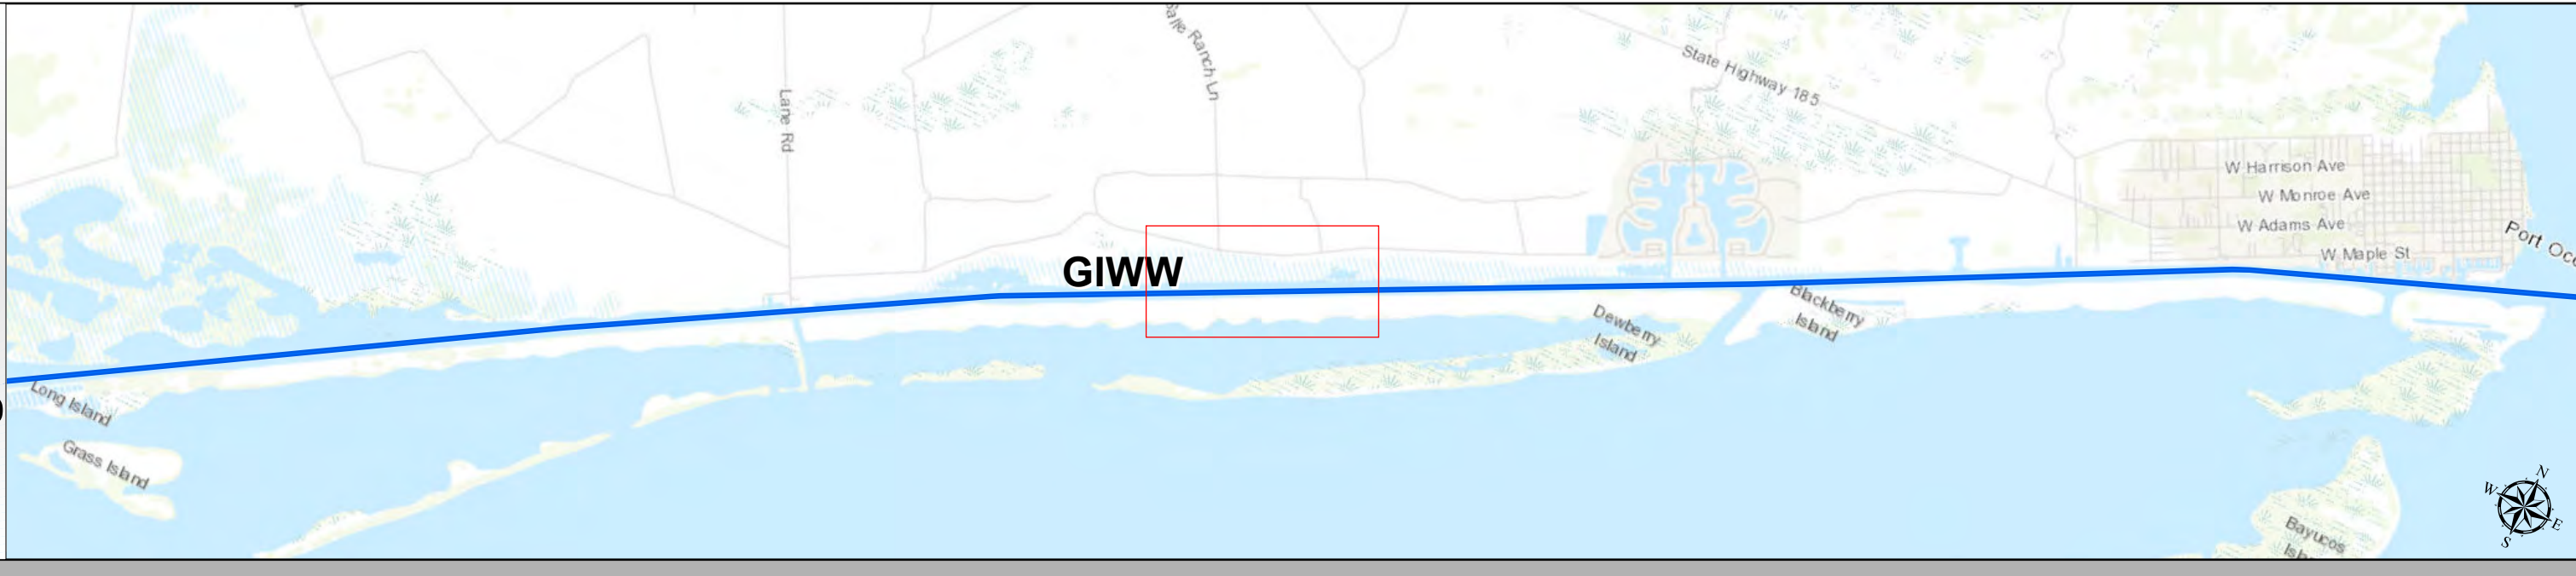 Ranch Ln
State Highway 185
Lane Rd
W Harrison Ave
W Monroe Ave
W Adams Ave
Port
W Maple St
GIWW
Blackberry
Island
Dewberry
Island
Long Island
Grass Island
N
W
E
S
Bayucos